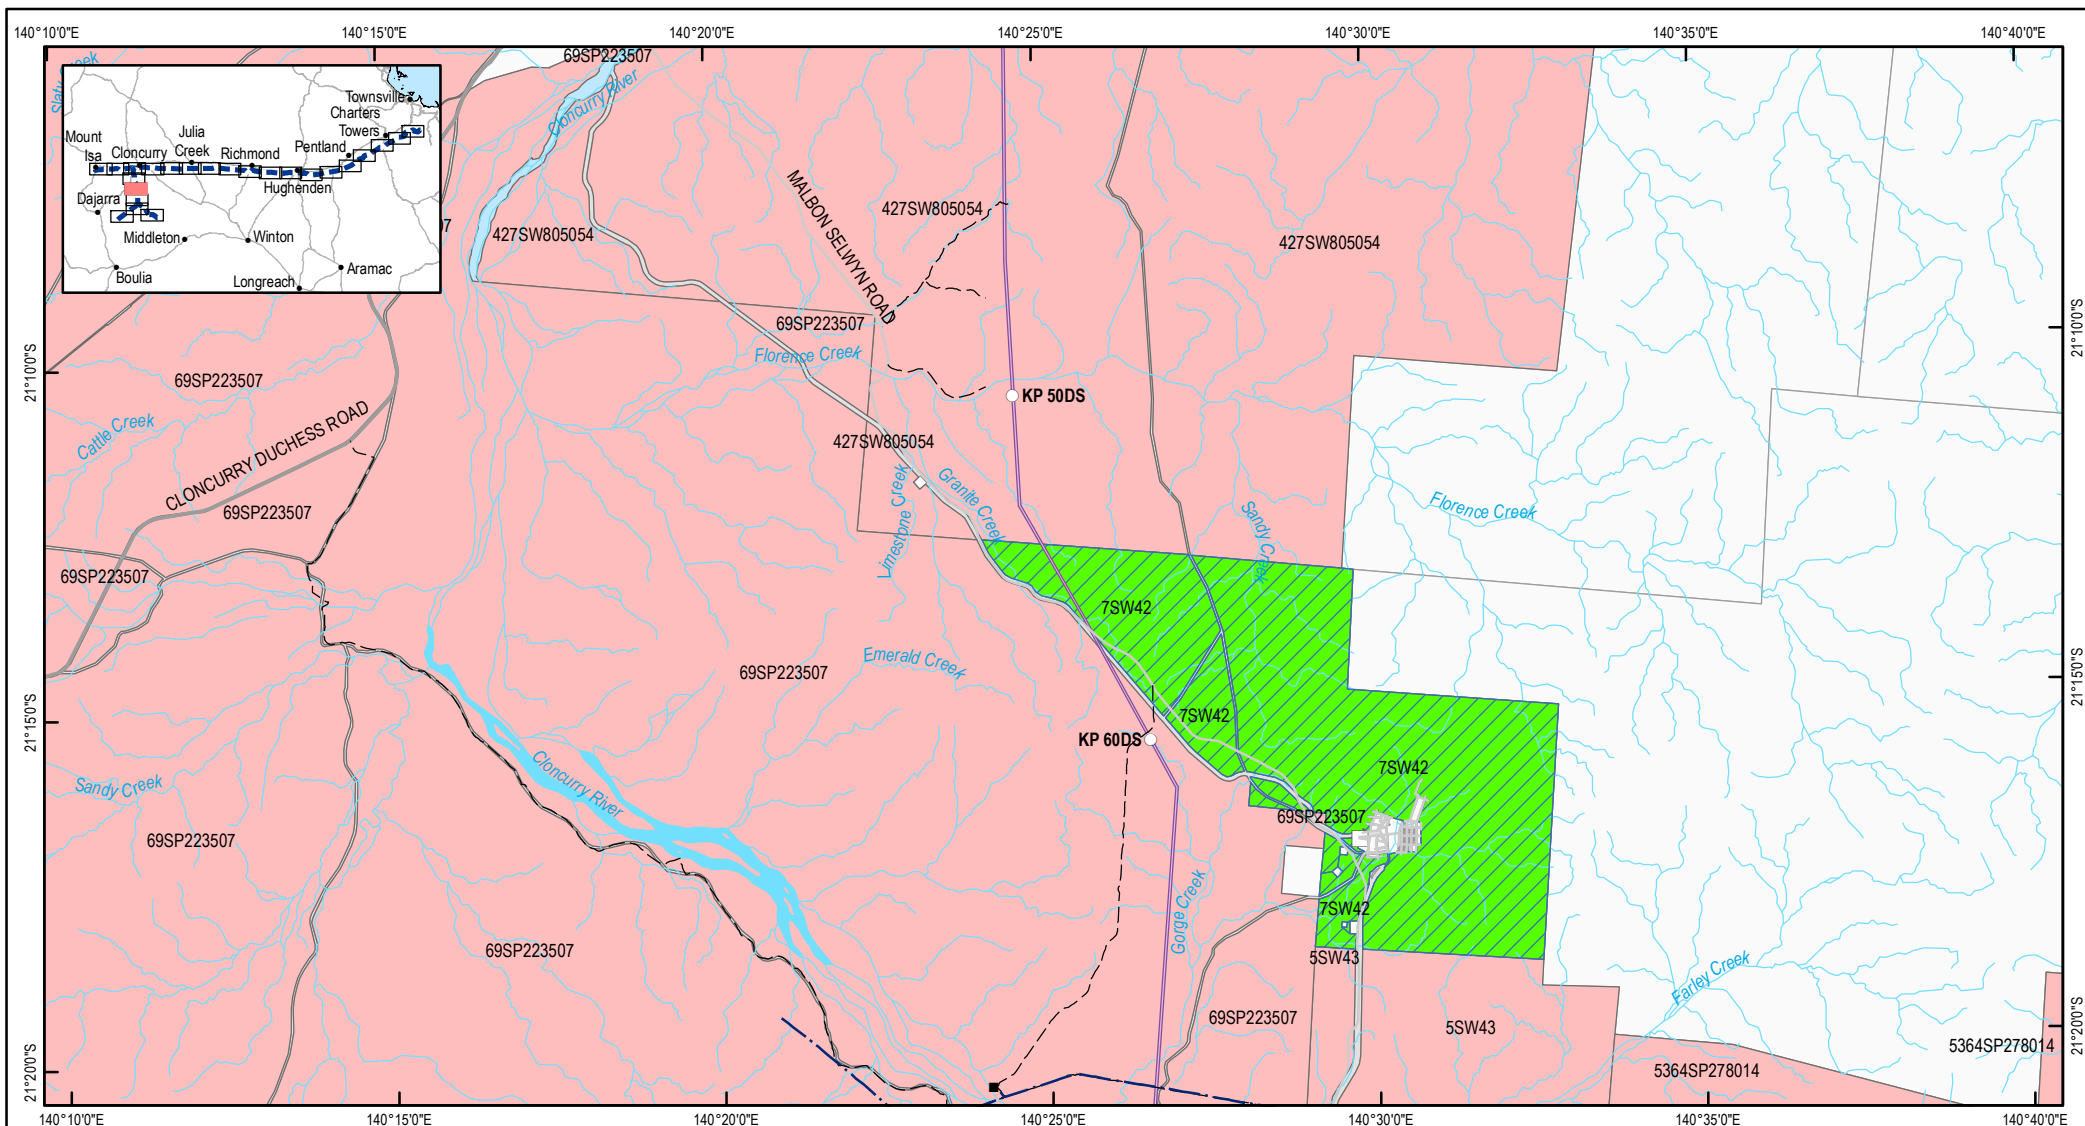 140°10'0"E
140°15'0"E
140°20'0"E
140°25'0"E
140°30'0"E
140°35'0"E
140°40'0"E
69SP223507
Cloncurry River
Townsville
Charters
Towers
Mount
Isa
Cloncurry
Julia
Creek
Richmond
Pentland
Hughenden
Dajarra
Middleton
Winton
Boulia
Longreach
Aramac
427SW805054
MALBON SELWYN ROAD
427SW805054
427SW805054
69SP223507
Florence Creek
21°10'0"S
21°10'0"S
69SP223507
KP 50DS
Cattle Creek
CLONCURRY DUCHESS ROAD
427SW805054
69SP223507
Limestone Creek
Granite Creek
Sandy Creek
Florence Creek
69SP223507
7SW42
69SP223507
Emerald Creek
21°15'0"S
21°15'0"S
7SW42
KP 60DS
7SW42
Sandy Creek
Cloncurry River
69SP223507
69SP223507
69SP223507
Gorge Creek
7SW42
5SW43
Farley Creek
69SP223507
5SW43
5364SP278014
5364SP278014
21°20'0"S
21°20'0"S
140°10'0"E
140°15'0"E
140°20'0"E
140°25'0"E
140°30'0"E
140°35'0"E
140°40'0"E